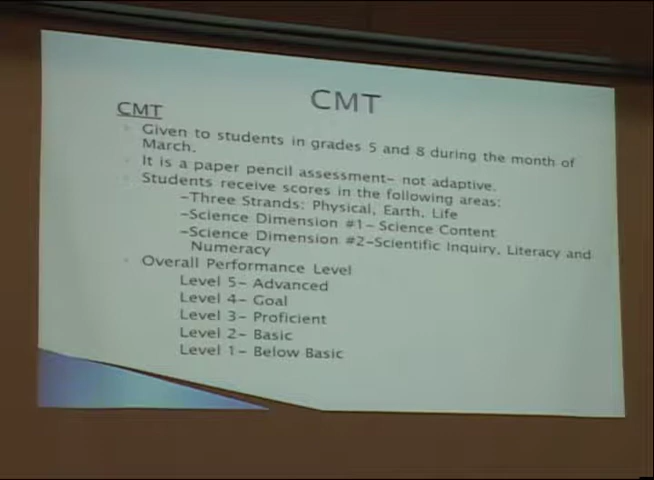 CMT
CMT
Given to students in grades 5 and 8 during the month of
March.
It is a paper pencil assessment- not adaptive.
Students receive scores in the following areas:
-Three Strands: Physical, Earth, Life
-Science Dimension #1- Science Content
-Science Dimension #2-Scientific Inquiry, Literacy and
Numeracy
Overall Performance Level
Level 5- Advanced
Level 4- Goal
Level 3- Proficient
Level 2- Basic
Level 1- Below Basic